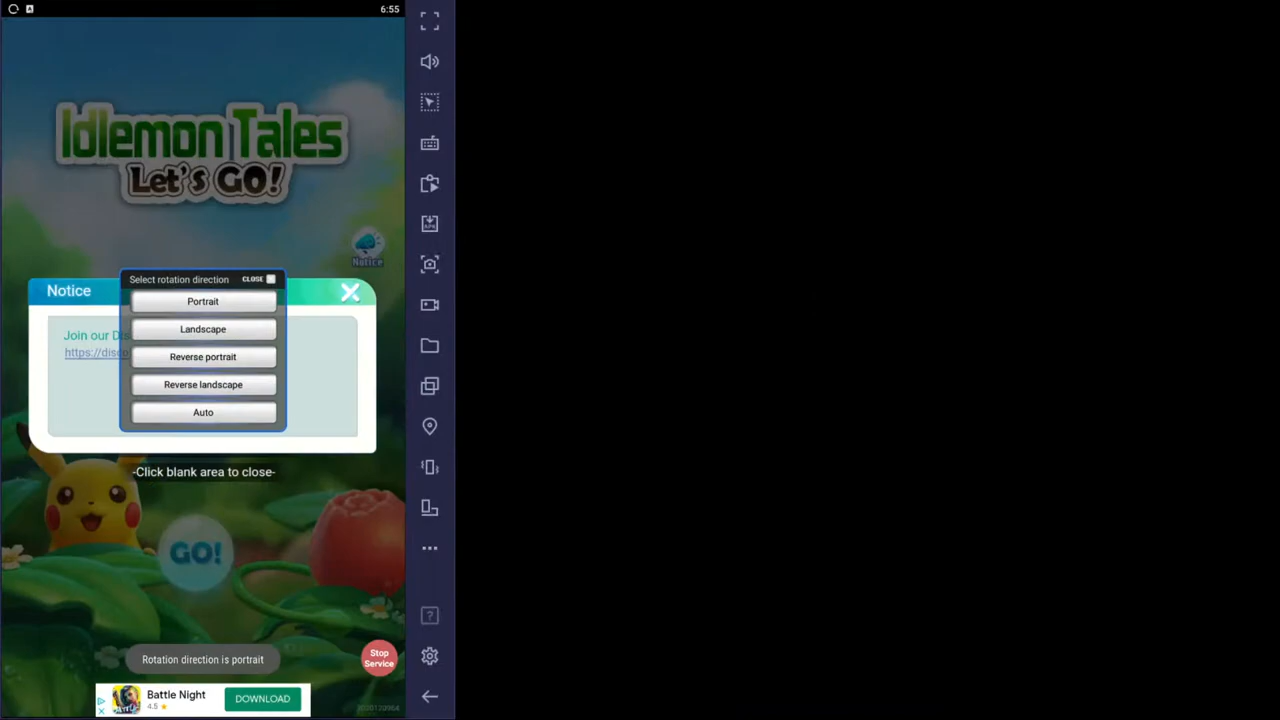 6:55
Idlemon Tales
Let's GO!
Notice
Select rotation direction CLOSE
Portrait
Notice
Landscape
Join our Dis
https://disco
Reverse portrait
Reverse landscape
Auto
-Click blank area to close-
GO!
Rotation direction is portrait
Stop
Service
Battle Night
4.5
DOWNLOAD